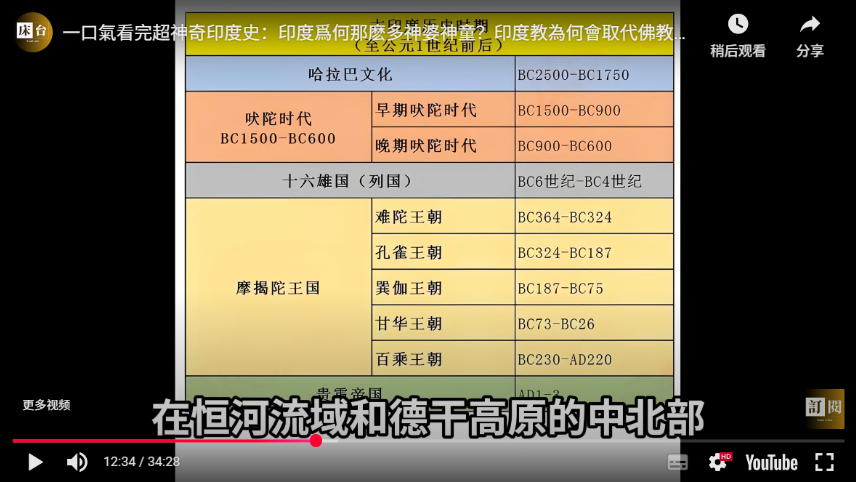 床台
一口氣看完超神奇印度史：印度爲何那麽多神婆神童？印度教為何會取代佛教...
稍后观看
分享
古印度历史时期
（至公元1世纪前后）
哈拉巴文化 BC2500-BC1750
吠陀时代
BC1500-BC600
早期吠陀时代 BC1500-BC900
晚期吠陀时代 BC900-BC600
十六雄国（列国） BC6世纪-BC4世纪
摩揭陀王国
难陀王朝 BC364-BC324
孔雀王朝 BC324-BC187
巽伽王朝 BC187-BC75
甘华王朝 BC73-BC26
百乘王朝 BC230-AD220
贵霜帝国 AD1-3
更多视频
訂閱
在恒河流域和德干高原的中北部
12:34 / 34:28
HD
YouTube